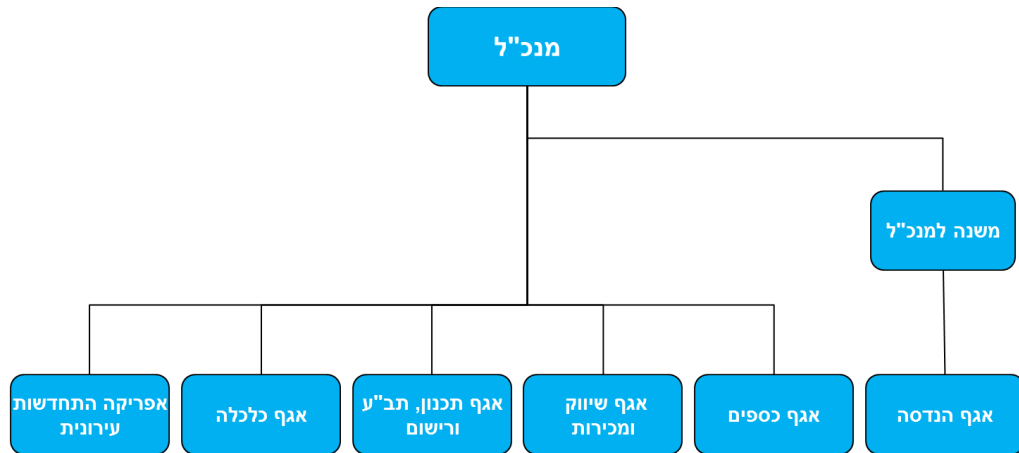 מנכ"ל
משנה למנכ"ל
אגף הנדסה
אגף כספים
אגף שיווק
ומכירות
אגף תכנון, תב"ע
ורישום
אגף כלכלה
אפריקה התחדשות
עירונית